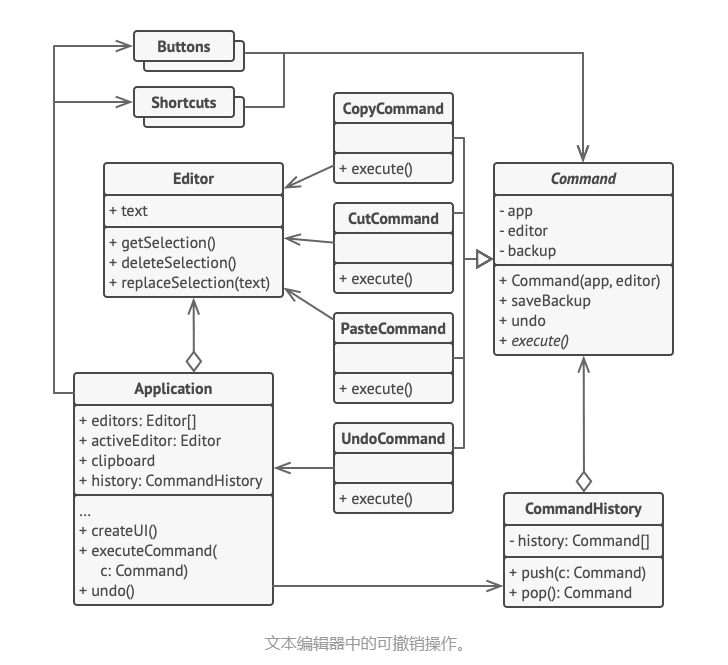 Buttons
Shortcuts
CopyCommand
+ execute()
Editor
+ text
+ getSelection()
+ deleteSelection()
+ replaceSelection(text)
CutCommand
+ execute()
Command
- app
- editor
- backup
+ Command(app, editor)
+ saveBackup
+ undo
+ execute()
PasteCommand
+ execute()
Application
+ editors: Editor[]
+ activeEditor: Editor
+ clipboard
+ history: CommandHistory
...
+ createUI()
+ executeCommand(
c: Command)
+ undo()
UndoCommand
+ execute()
CommandHistory
- history: Command[]
+ push(c: Command)
+ pop(): Command
文本编辑器中的可撤销操作。